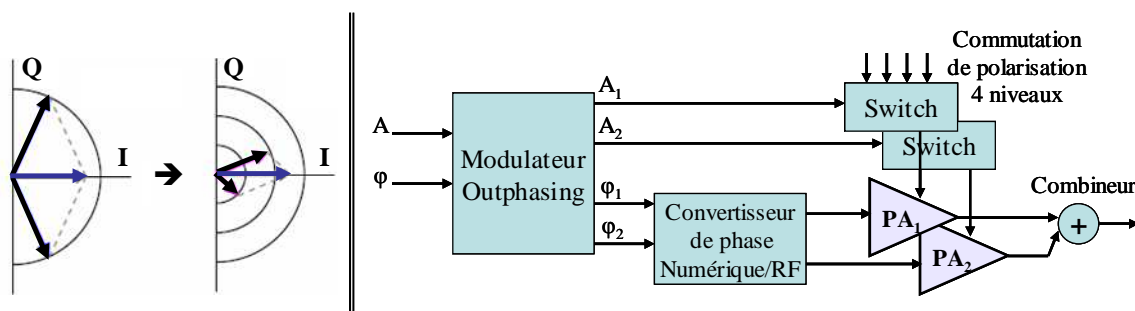 Q
I
➔
Q
I
A
φ
Modulateur
Outphasing
A₁
A₂
φ₁
φ₂
Convertisseur
de phase
Numérique/RF
Commutation
de polarisation
4 niveaux
Switch
Switch
PA₁
PA₂
Combineur
+